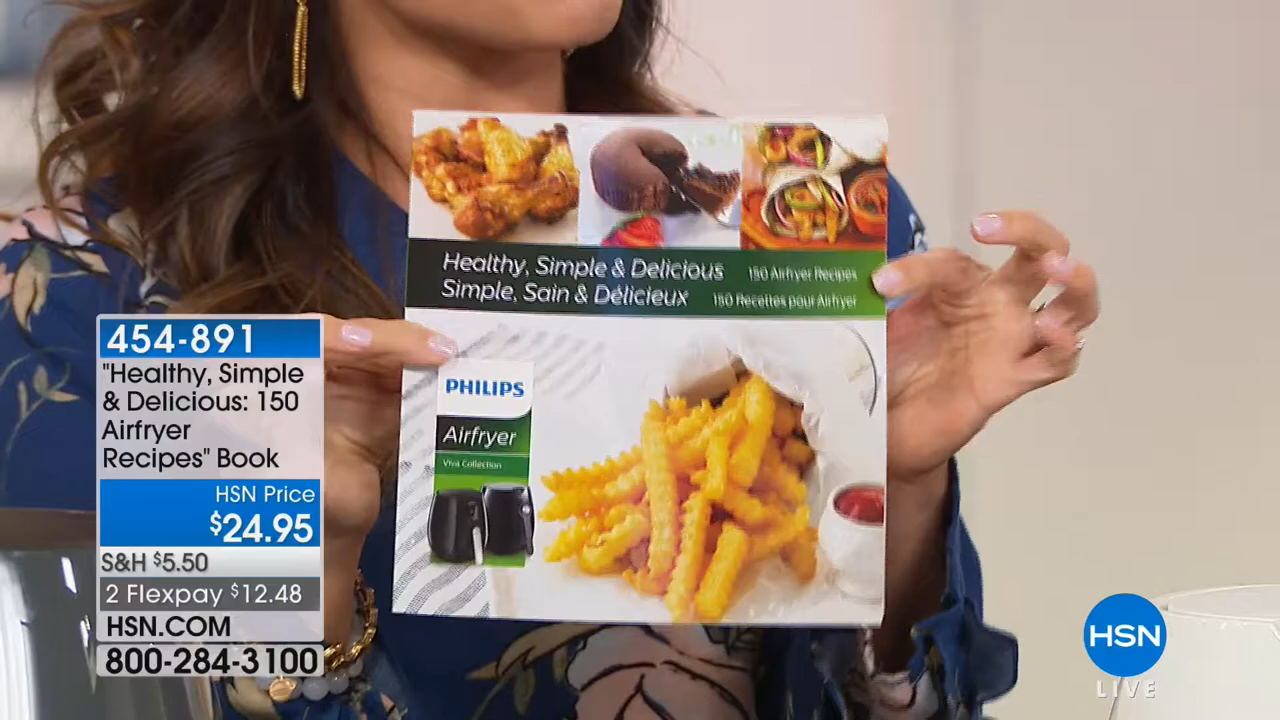 Healthy, Simple & Delicious 150 Airfryer Recipes
Simple, Sain & Délicieux 150 Recettes pour Airfryer
PHILIPS
Airfryer
Viva Collection
454-891
"Healthy, Simple
& Delicious: 150
Airfryer
Recipes" Book
HSN Price
$24.95
S&H $5.50
2 Flexpay $12.48
HSN.COM
800-284-3100
HSN
LIVE